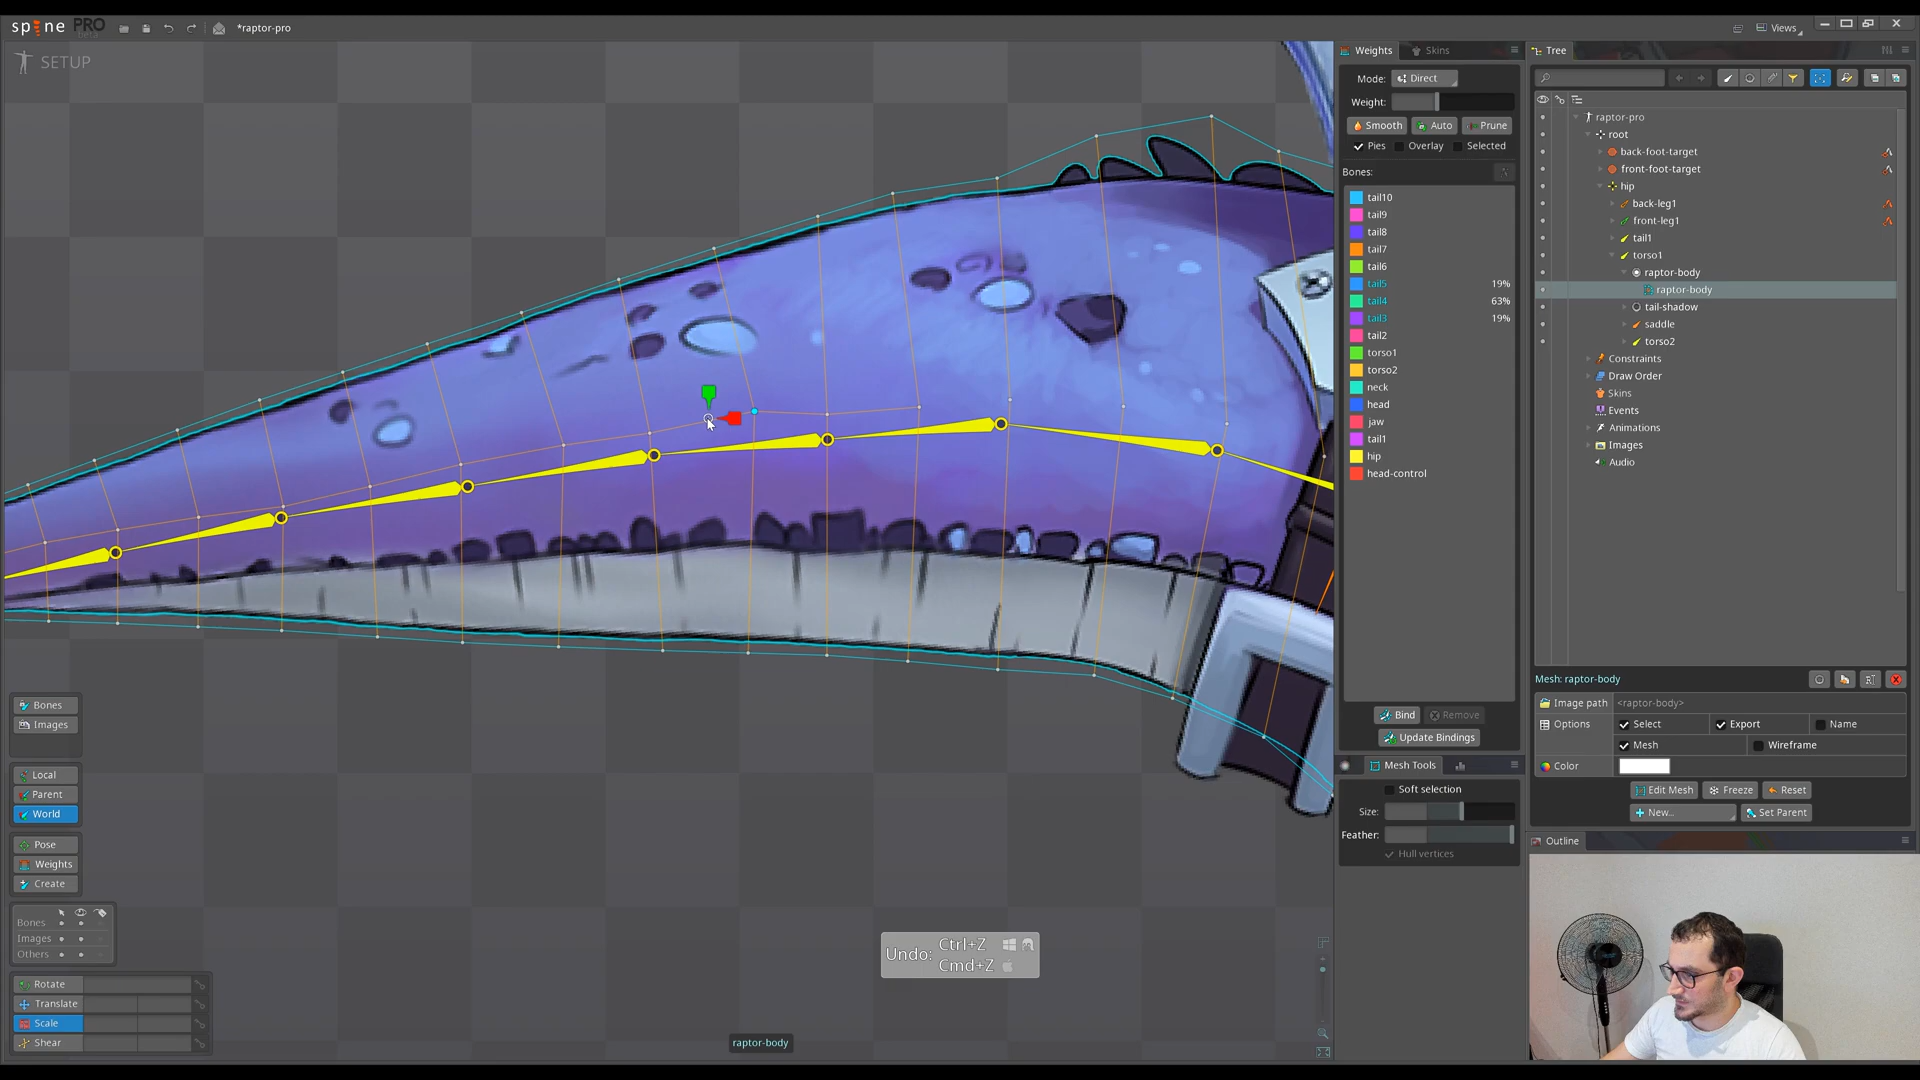 spine PRO
beta
*raptor-pro
Views
SETUP
Weights
Skins
Mode:
Direct
Weight:
Smooth
Auto
Prune
Pies
Overlay
Selected
Bones:
tail10
tail9
tail8
tail7
tail6
tail5 19%
tail4 63%
tail3 19%
tail2
torso1
torso2
neck
head
jaw
tail1
hip
head-control
Bind
Remove
Update Bindings
Mesh Tools
Soft selection
Size:
Feather:
Hull vertices
Tree
raptor-pro
root
back-foot-target
front-foot-target
hip
back-leg1
front-leg1
tail1
torso1
raptor-body
raptor-body
tail-shadow
saddle
torso2
Constraints
Draw Order
Skins
Events
Animations
Images
Audio
Mesh: raptor-body
Image path <raptor-body>
Options
Select
Export
Name
Mesh
Wireframe
Color
Edit Mesh
Freeze
Reset
New...
Set Parent
Outline
Bones
Images
Local
Parent
World
Pose
Weights
Create
Bones
Images
Others
Rotate
Translate
Scale
Shear
Undo: Ctrl+Z
Cmd+Z
raptor-body